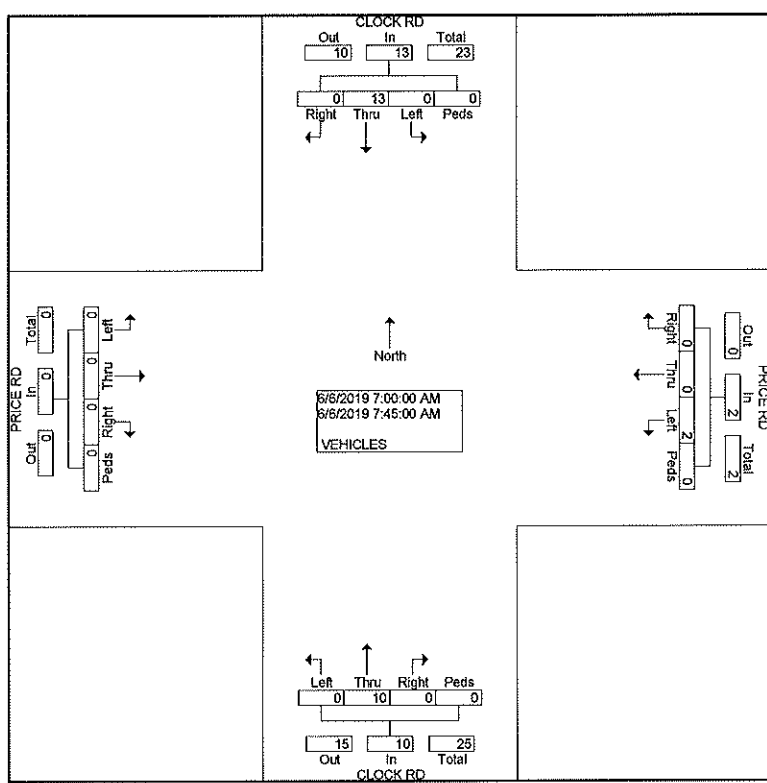 CLOCK RD
Out In Total
10 13 23
0 13 0 0
Right Thru Left Peds
PRICE RD
Total In Out
0 0 0
0 0 0 0
Left Thru Right Peds
North
6/6/2019 7:00:00 AM
6/6/2019 7:45:00 AM
VEHICLES
Right Thru Left Peds
0 0 2 0
Out In Total
0 2 2
PRICE RD
Left Thru Right Peds
0 10 0 0
15 10 25
Out In Total
CLOCK RD